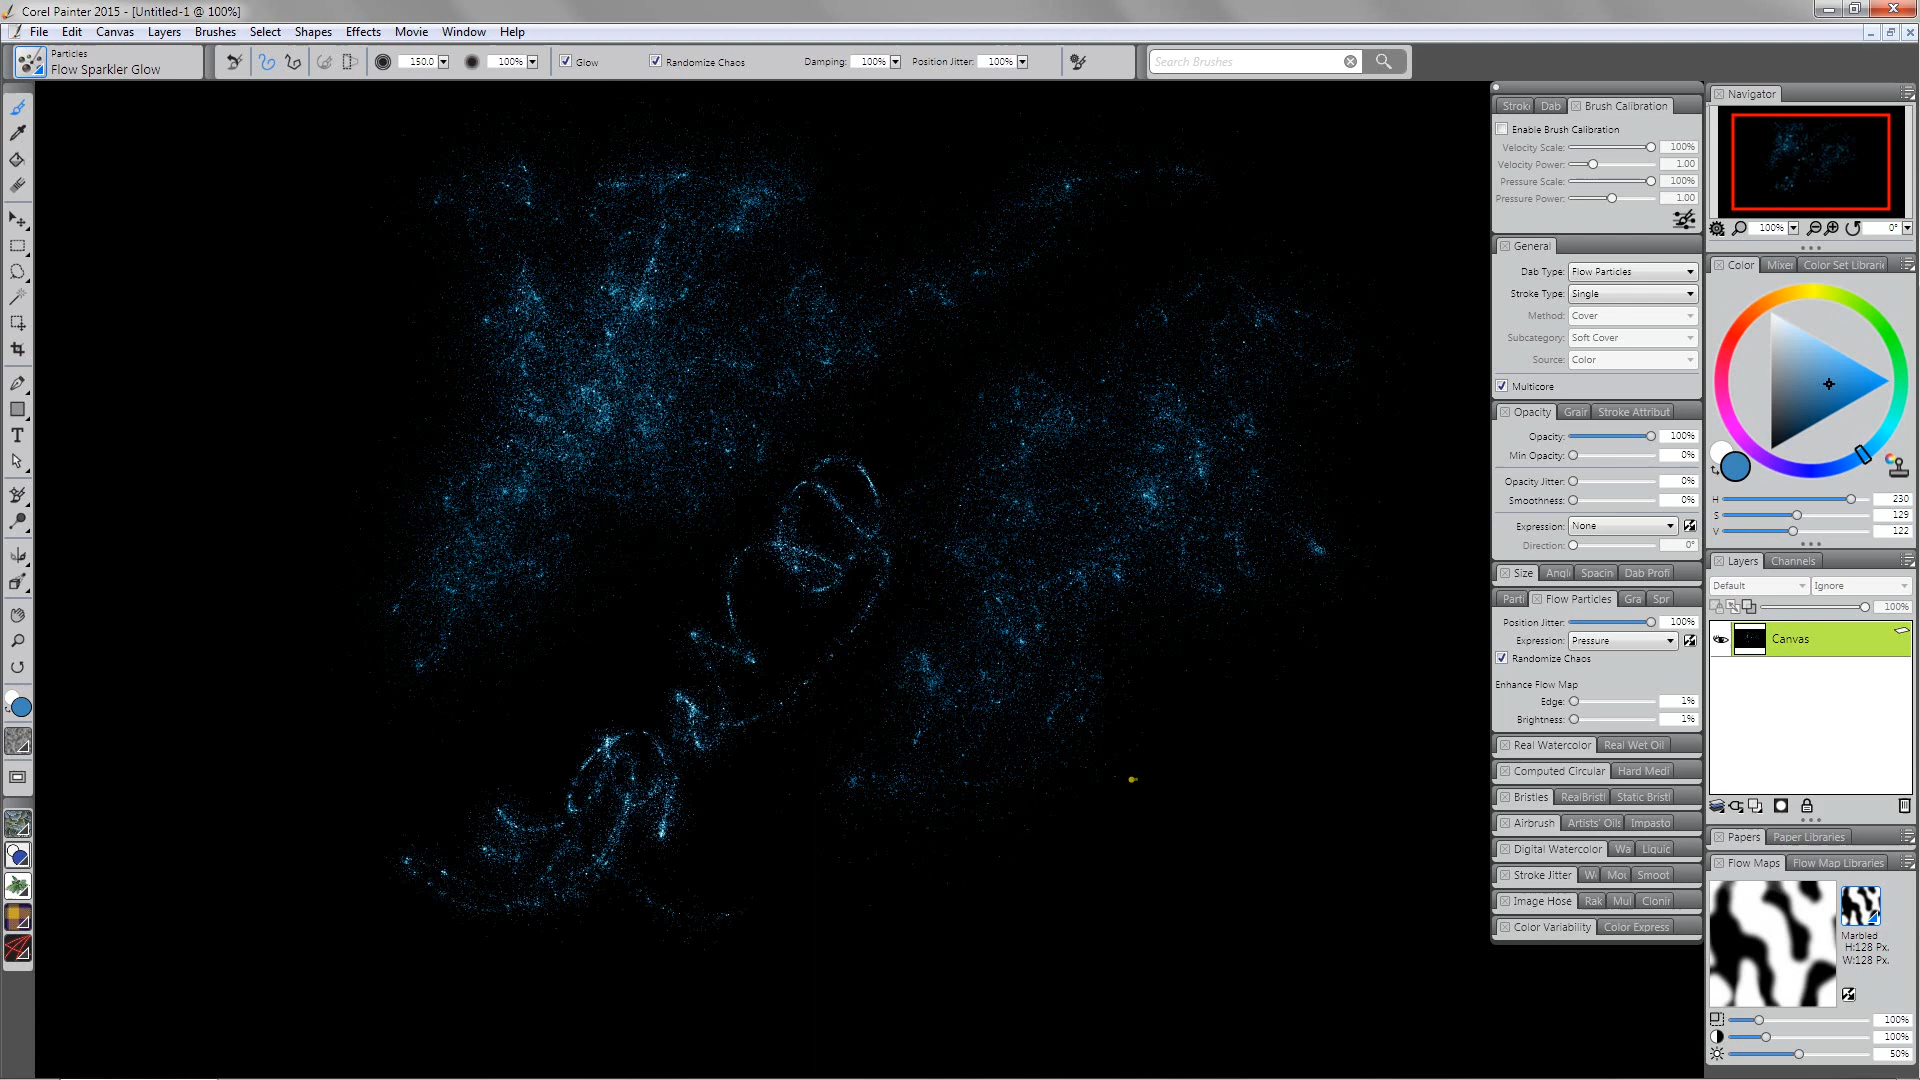 Corel Painter 2015 - [Untitled-1 @ 100%]
File Edit Canvas Layers Brushes Select Shapes Effects Movie Window Help
Particles
Flow Sparkler Glow
150.0 100% Glow Randomize Chaos Damping: 100% Position Jitter: 100% Search Brushes
Strok Dab Brush Calibration
Enable Brush Calibration
Velocity Scale: 100%
Velocity Power: 1.00
Pressure Scale: 100%
Pressure Power: 1.00
General
Dab Type: Flow Particles
Stroke Type: Single
Method: Cover
Subcategory: Soft Cover
Source: Color
Multicore
Opacity Grair Stroke Attribut
Opacity: 100%
Min Opacity: 0%
Opacity Jitter: 0%
Smoothness: 0%
Expression: None
Direction: 0°
Size Angl Spacin Dab Profi
Parti Flow Particles Gra Spr
Position Jitter: 100%
Expression: Pressure
Randomize Chaos
Enhance Flow Map
Edge: 1%
Brightness: 1%
Real Watercolor Real Wet Oil
Computed Circular Hard Medi
Bristles RealBristl Static Bristl
Airbrush Artists' Oils Impasto
Digital Watercolor Wa Liquic
Stroke Jitter W Mou Smoot
Image Hose Rak Mul Clonir
Color Variability Color Express
Navigator
100% 0°
Color Mixer Color Set Librari
H 230
S 129
V 122
Layers Channels
Default Ignore
100%
Canvas
Papers Paper Libraries
Flow Maps Flow Map Libraries
Marbled
H:128 Px.
W:128 Px.
100%
100%
50%